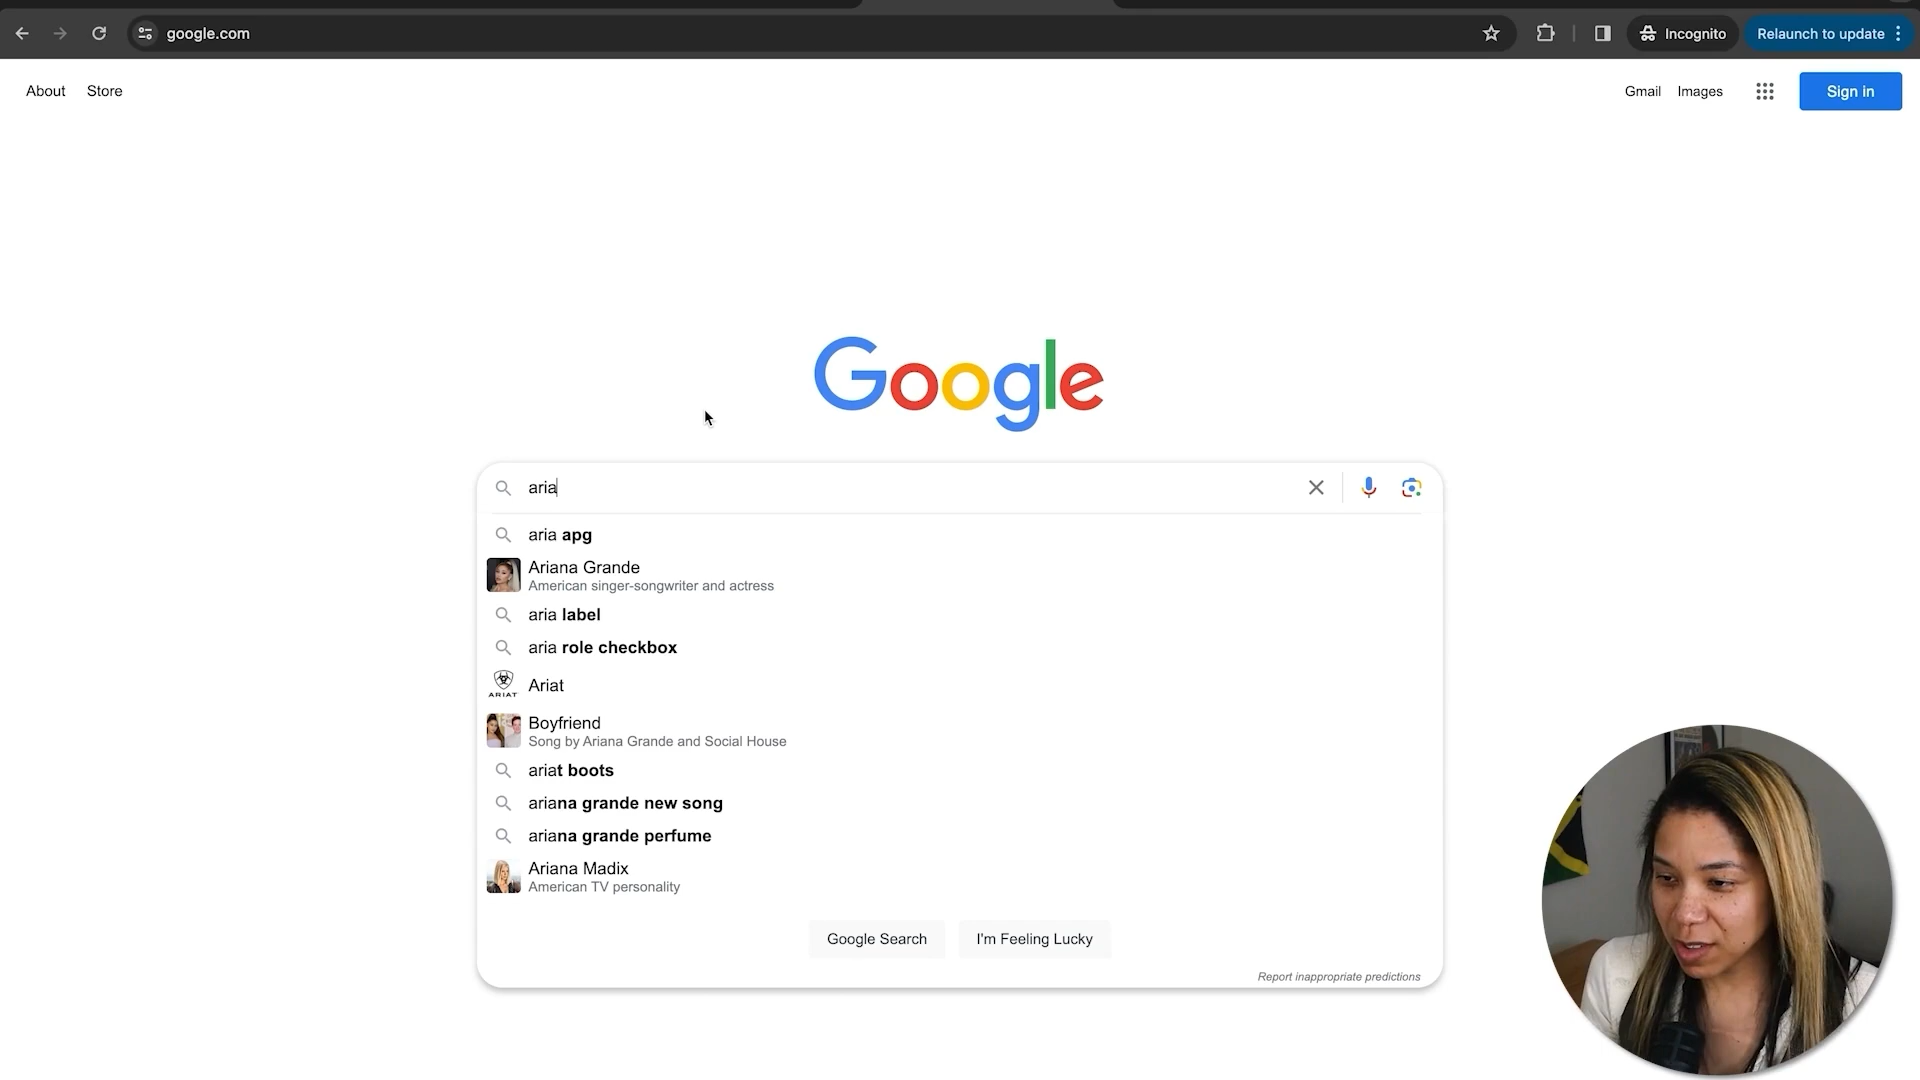 google.com
Incognito
Relaunch to update
About Store
Gmail Images
Sign in
Google
aria
aria apg
Ariana Grande
American singer-songwriter and actress
aria label
aria role checkbox
ARIAT
Ariat
Boyfriend
Song by Ariana Grande and Social House
ariat boots
ariana grande new song
ariana grande perfume
Ariana Madix
American TV personality
Google Search
I'm Feeling Lucky
Report inappropriate predictions